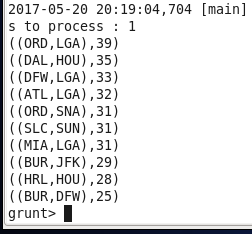 2017-05-20 20:19:04,704 [main]
s to process : 1
((ORD,LGA),39)
((DAL,HOU),35)
((DFW,LGA),33)
((ATL,LGA),32)
((ORD,SNA),31)
((SLC,SUN),31)
((MIA,LGA),31)
((BUR,JFK),29)
((HRL,HOU),28)
((BUR,DFW),25)
grunt>